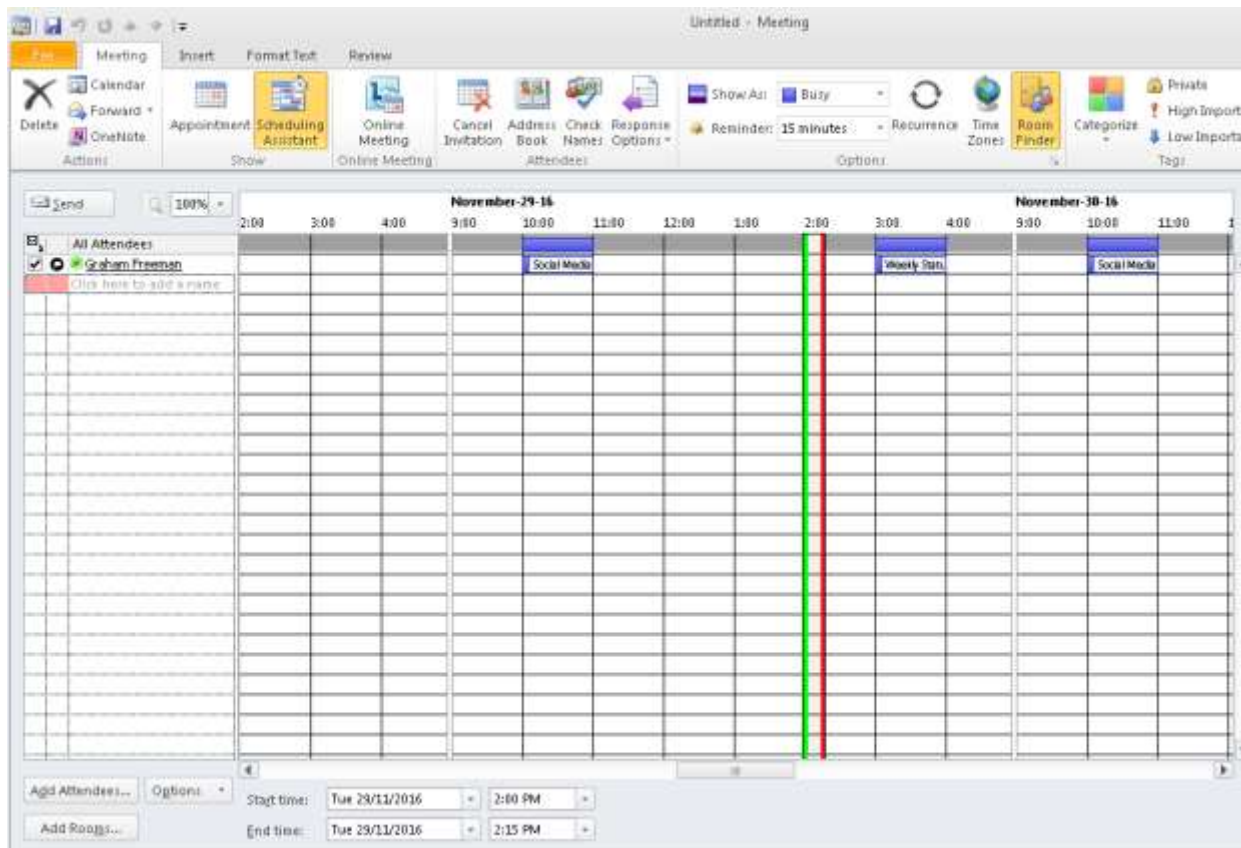 Untitled - Meeting
File Meeting Insert Format Text Review
Delete
Calendar
Forward
OneNote
Actions
Appointment Scheduling Assistant
Show
Online Meeting
Online Meeting
Cancel Invitation
Address Book
Check Names
Response Options
Attendees
Show As: Busy
Reminder: 15 minutes
Recurrence
Time Zones
Room Finder
Options
Categorize
Private
High Import
Low Importa
Tags
Send 100%
November-29-16 November-30-16
2:00 3:00 4:00 9:00 10:00 11:00 12:00 1:00 2:00 3:00 4:00 9:00 10:00 11:00 1
All Attendees
Graham Freeman Social Media Weekly Statu Social Media
Click here to add a name
Add Attendees... Options
Start time: Tue 29/11/2016 2:00 PM
Add Rooms...
End time: Tue 29/11/2016 2:15 PM